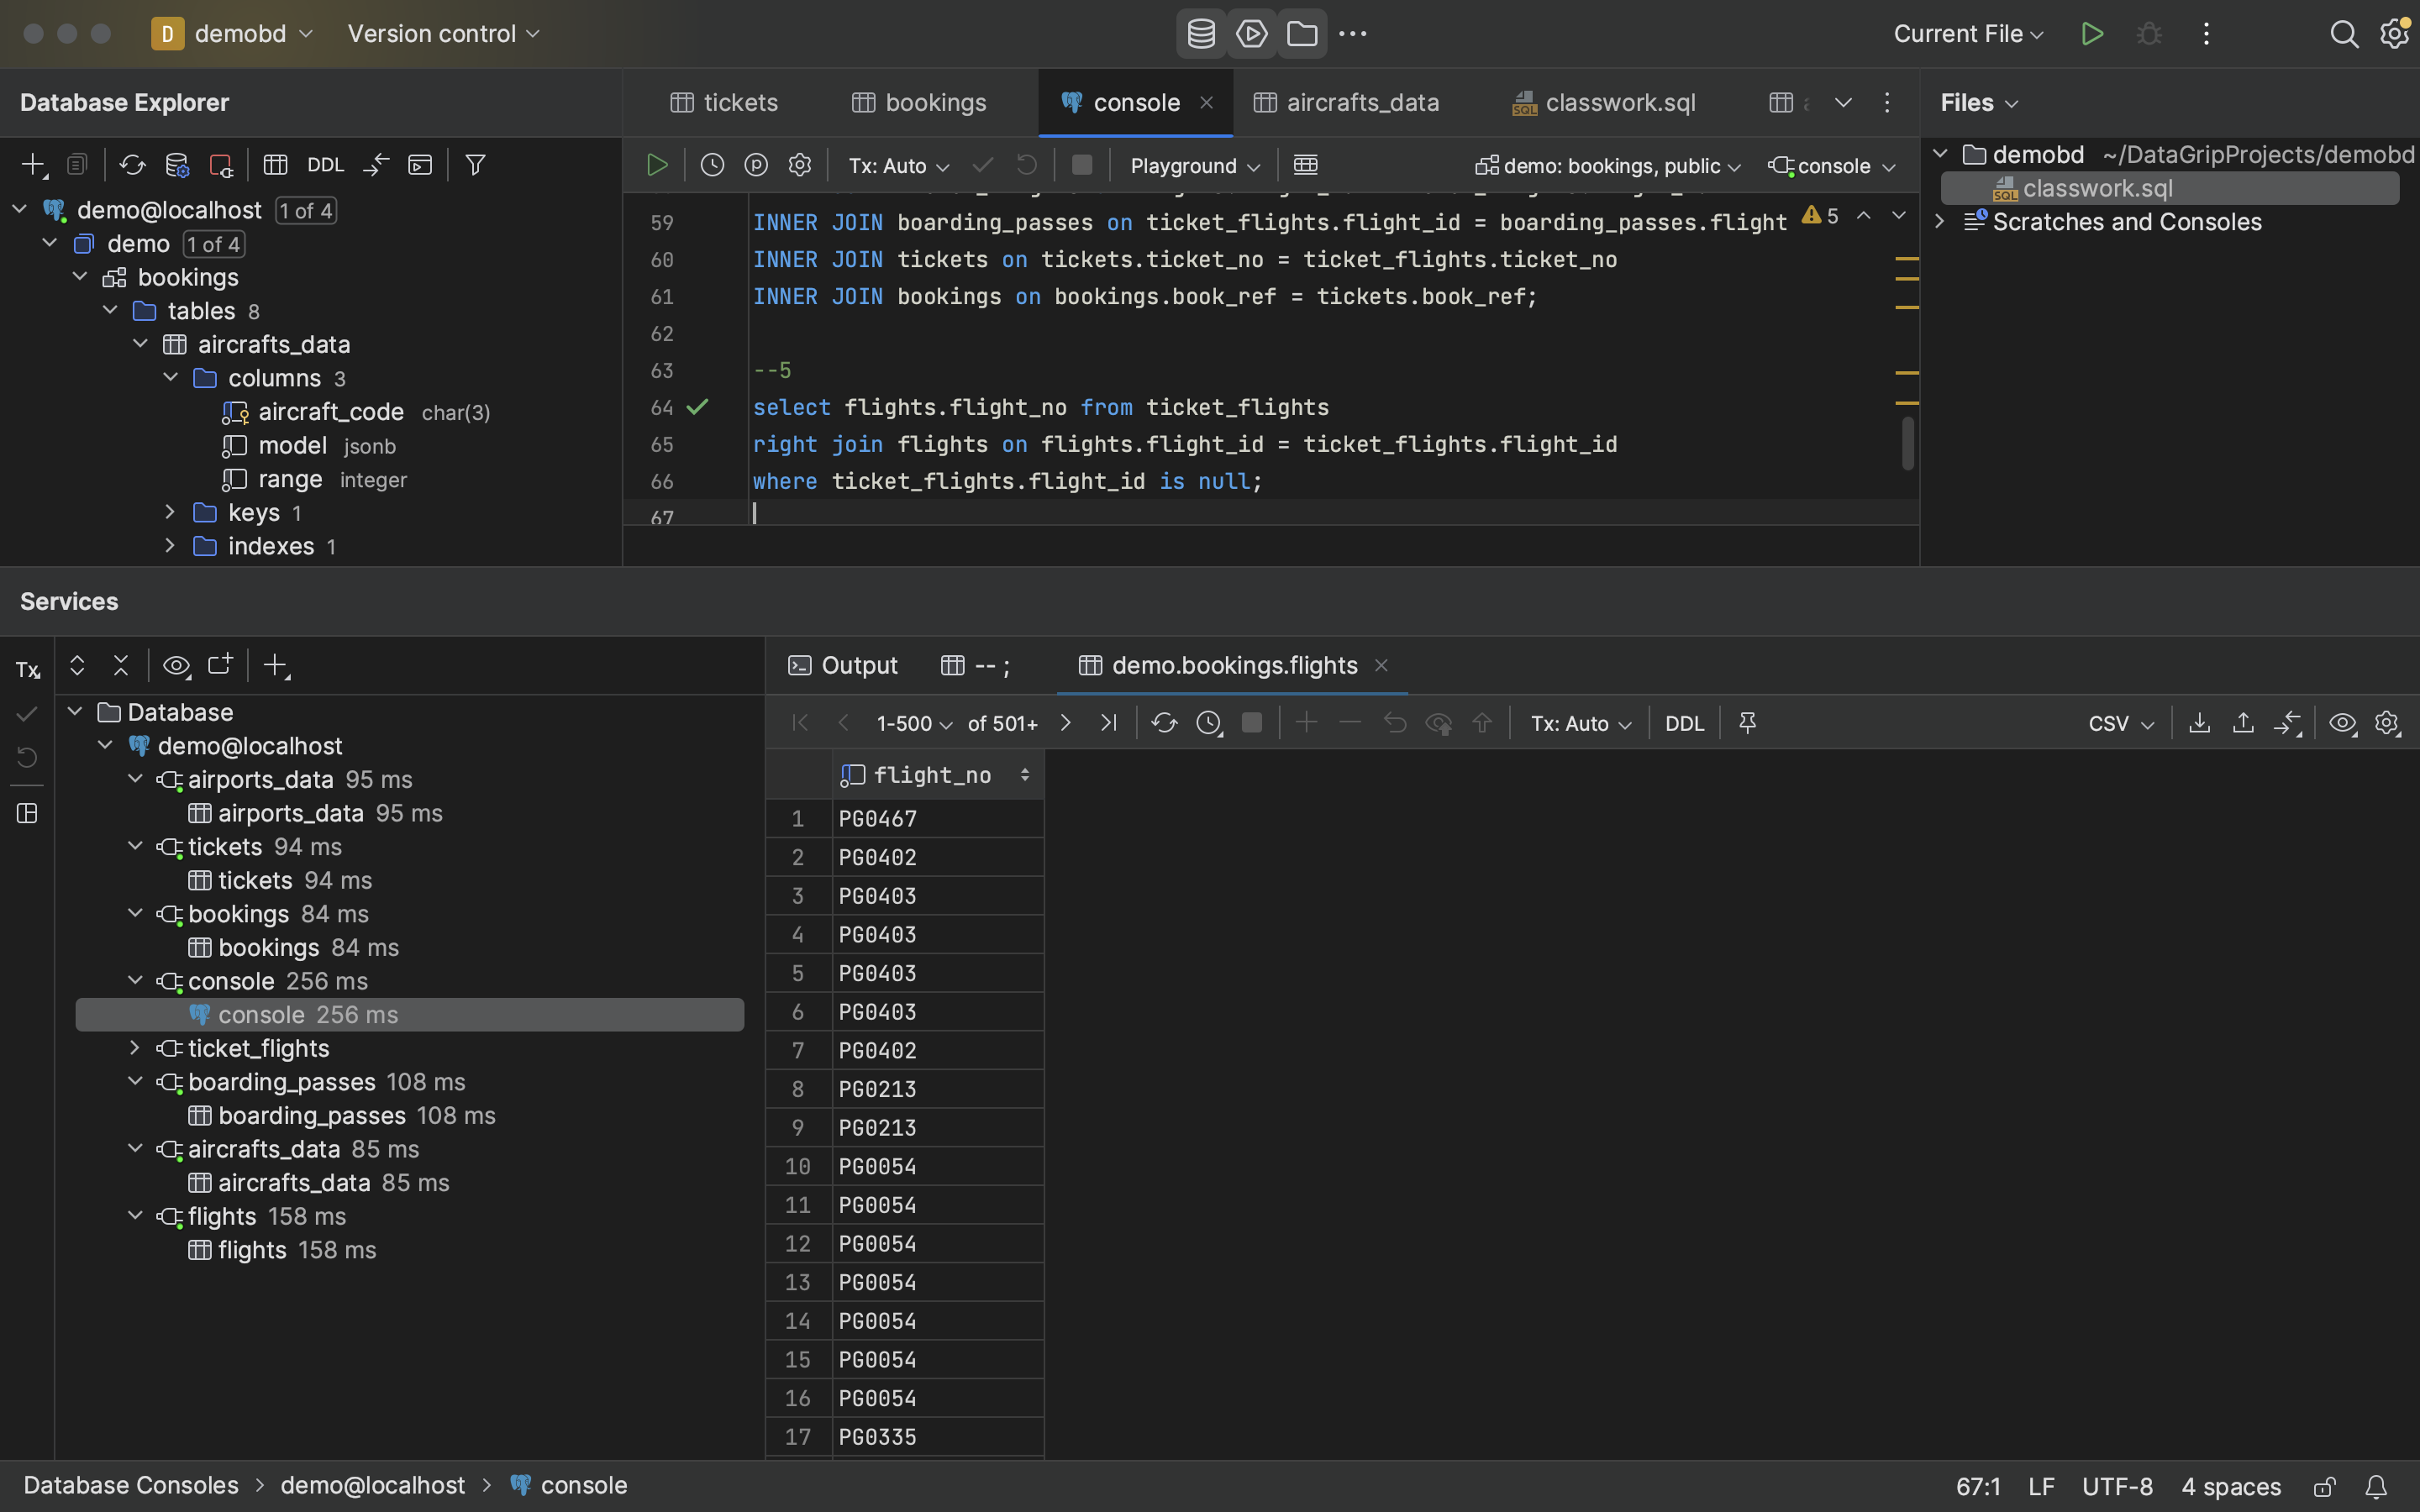 D demobd
Version control
Current File
Database Explorer
tickets
bookings
console
aircrafts_data
classwork.sql
Files
DDL
Tx: Auto
Playground
demo: bookings, public
console
demobd ~/DataGripProjects/demobd
classwork.sql
Scratches and Consoles
demo@localhost 1 of 4
demo 1 of 4
bookings
tables 8
aircrafts_data
columns 3
aircraft_code char(3)
model jsonb
range integer
keys 1
indexes 1
59 INNER JOIN boarding_passes on ticket_flights.flight_id = boarding_passes.flight
5
60 INNER JOIN tickets on tickets.ticket_no = ticket_flights.ticket_no
61 INNER JOIN bookings on bookings.book_ref = tickets.book_ref;
62
63 --5
64 select flights.flight_no from ticket_flights
65 right join flights on flights.flight_id = ticket_flights.flight_id
66 where ticket_flights.flight_id is null;
67
Services
Tx
Database
demo@localhost
airports_data 95 ms
airports_data 95 ms
tickets 94 ms
tickets 94 ms
bookings 84 ms
bookings 84 ms
console 256 ms
console 256 ms
ticket_flights
boarding_passes 108 ms
boarding_passes 108 ms
aircrafts_data 85 ms
aircrafts_data 85 ms
flights 158 ms
flights 158 ms
Output
-- ;
demo.bookings.flights
1-500 of 501+
Tx: Auto
DDL
CSV
flight_no
1 PG0467
2 PG0402
3 PG0403
4 PG0403
5 PG0403
6 PG0403
7 PG0402
8 PG0213
9 PG0213
10 PG0054
11 PG0054
12 PG0054
13 PG0054
14 PG0054
15 PG0054
16 PG0054
17 PG0335
Database Consoles > demo@localhost > console
67:1 LF UTF-8 4 spaces